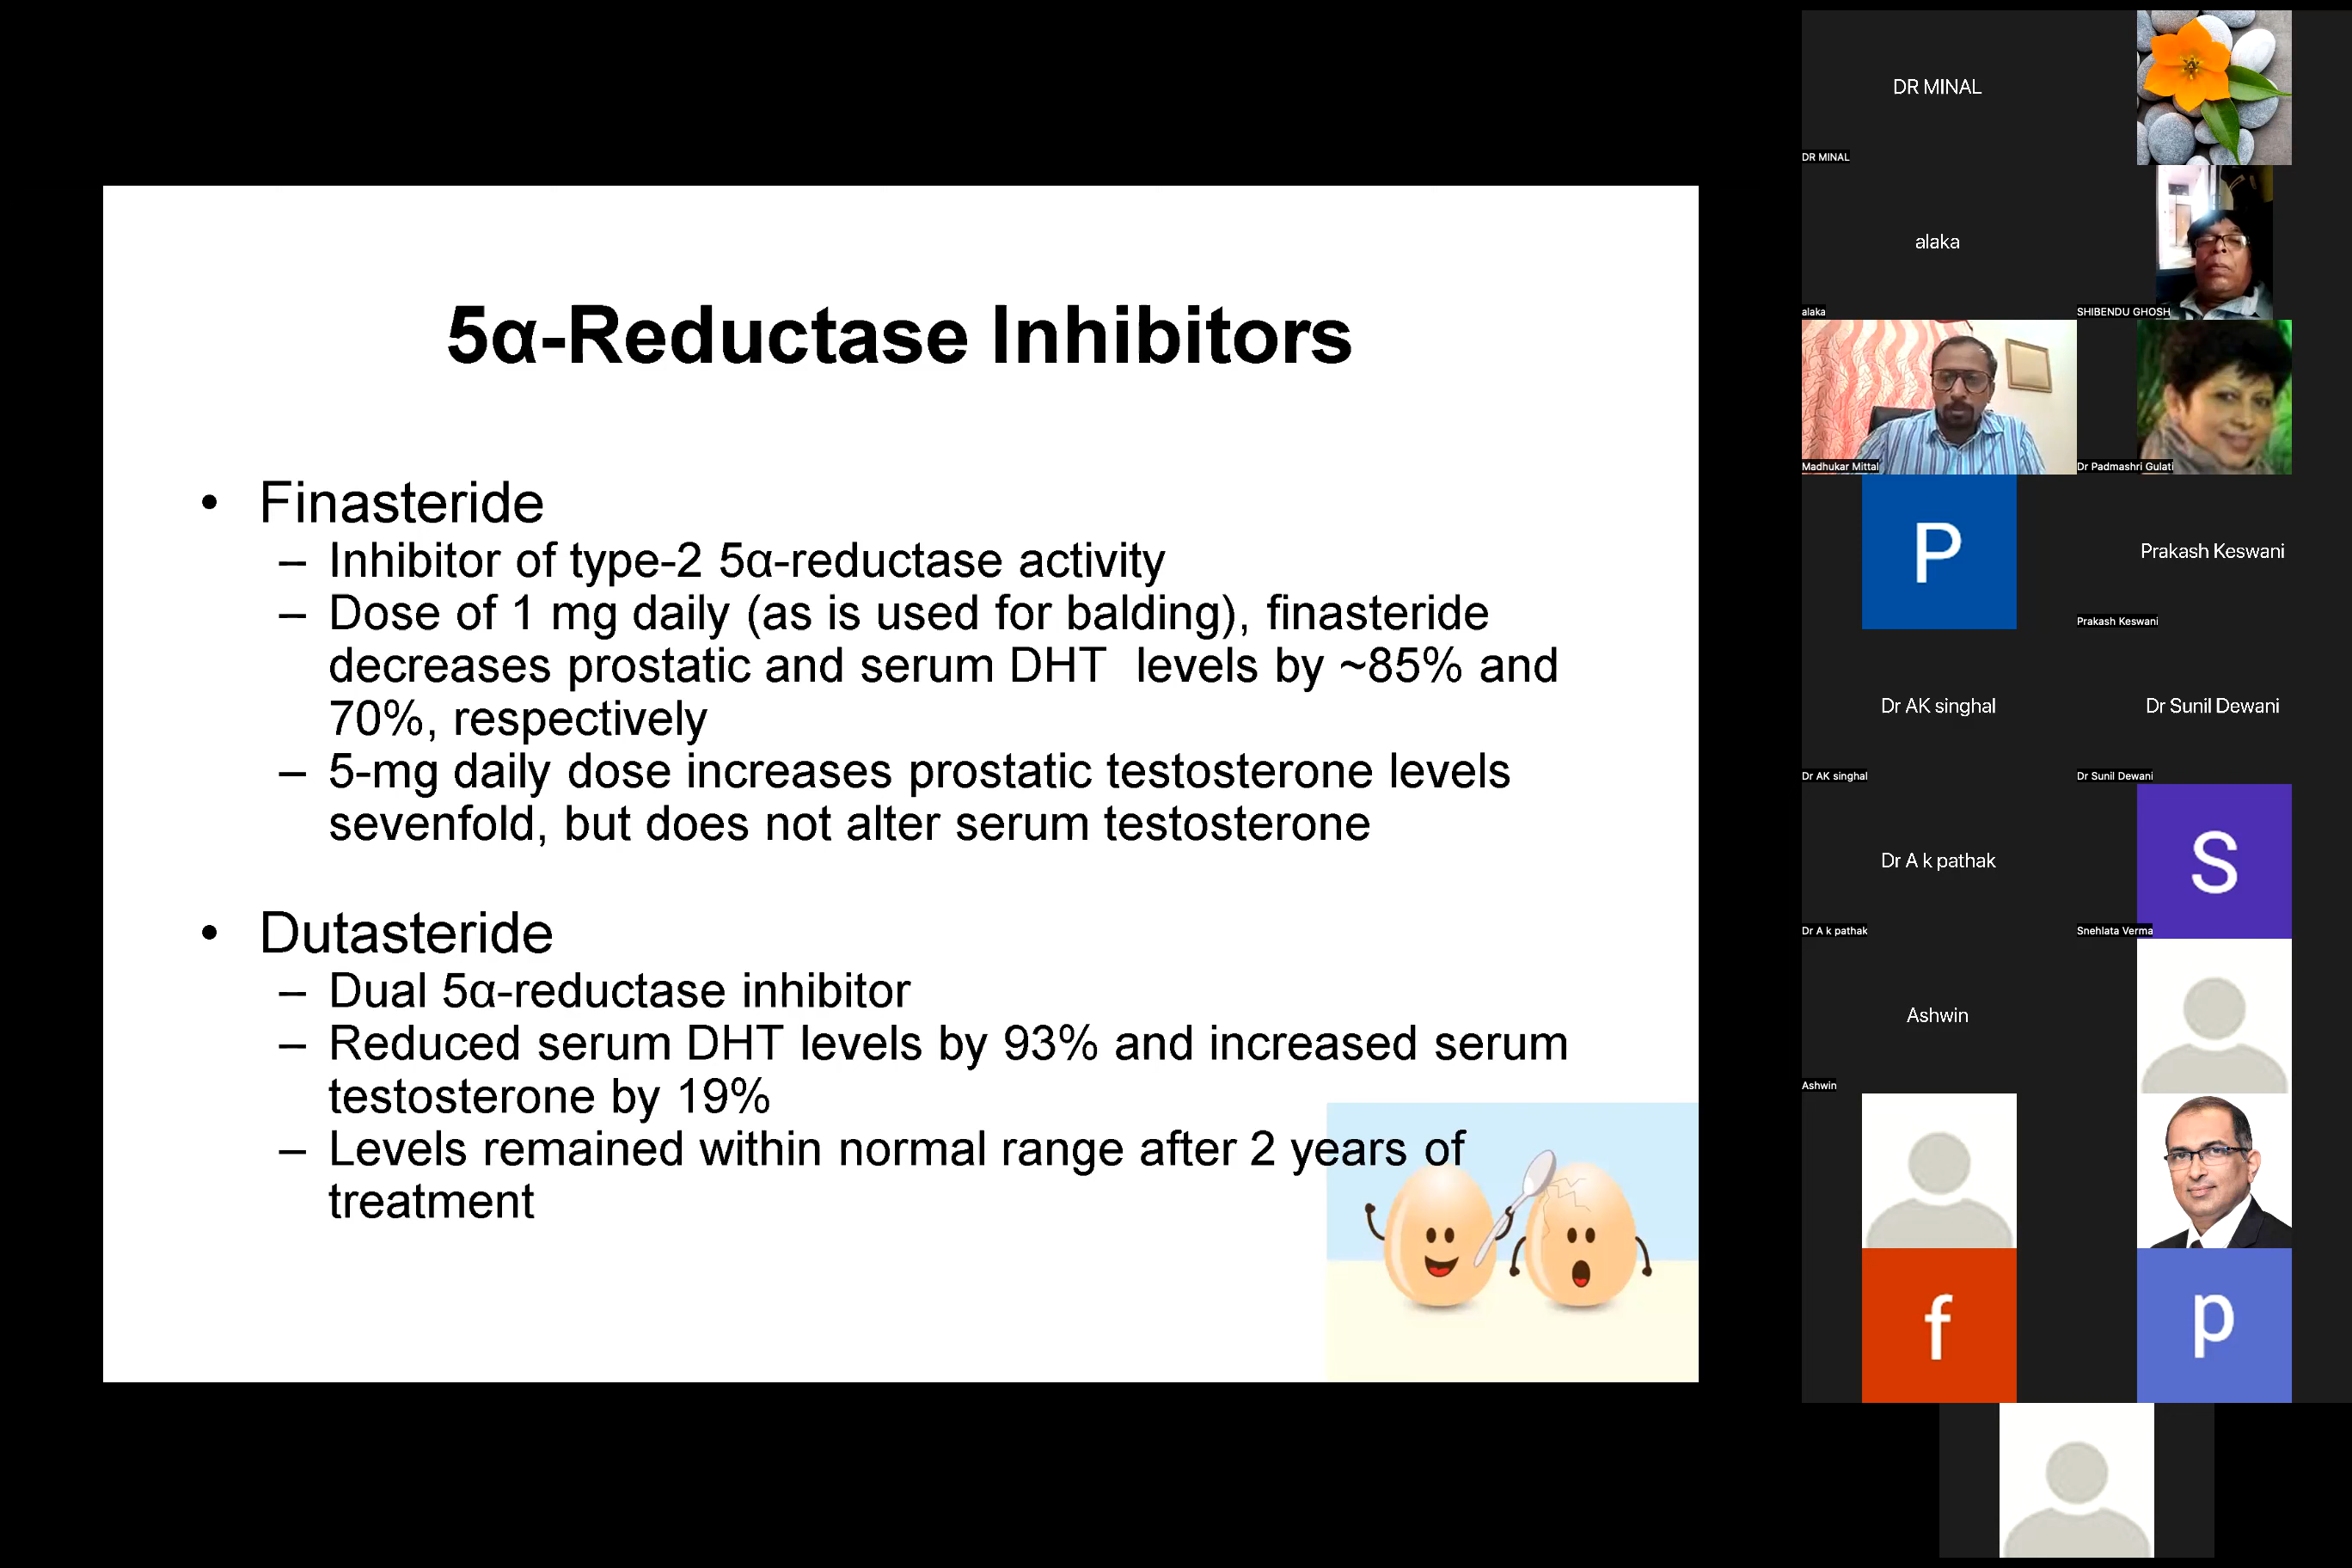 5α-Reductase Inhibitors
• Finasteride
– Inhibitor of type-2 5α-reductase activity
– Dose of 1 mg daily (as is used for balding), finasteride
decreases prostatic and serum DHT levels by ~85% and
70%, respectively
– 5-mg daily dose increases prostatic testosterone levels
sevenfold, but does not alter serum testosterone
• Dutasteride
– Dual 5α-reductase inhibitor
– Reduced serum DHT levels by 93% and increased serum
testosterone by 19%
– Levels remained within normal range after 2 years of
treatment
DR MINAL
DR MINAL
alaka
alaka
SHIBENDU GHOSH
Madhukar Mittal
Dr Padmashri Gulati
P
Prakash Keswani
Prakash Keswani
Dr AK singhal
Dr AK singhal
Dr Sunil Dewani
Dr Sunil Dewani
Dr A k pathak
Dr A k pathak
S
Snehlata Verma
Ashwin
Ashwin
f
p